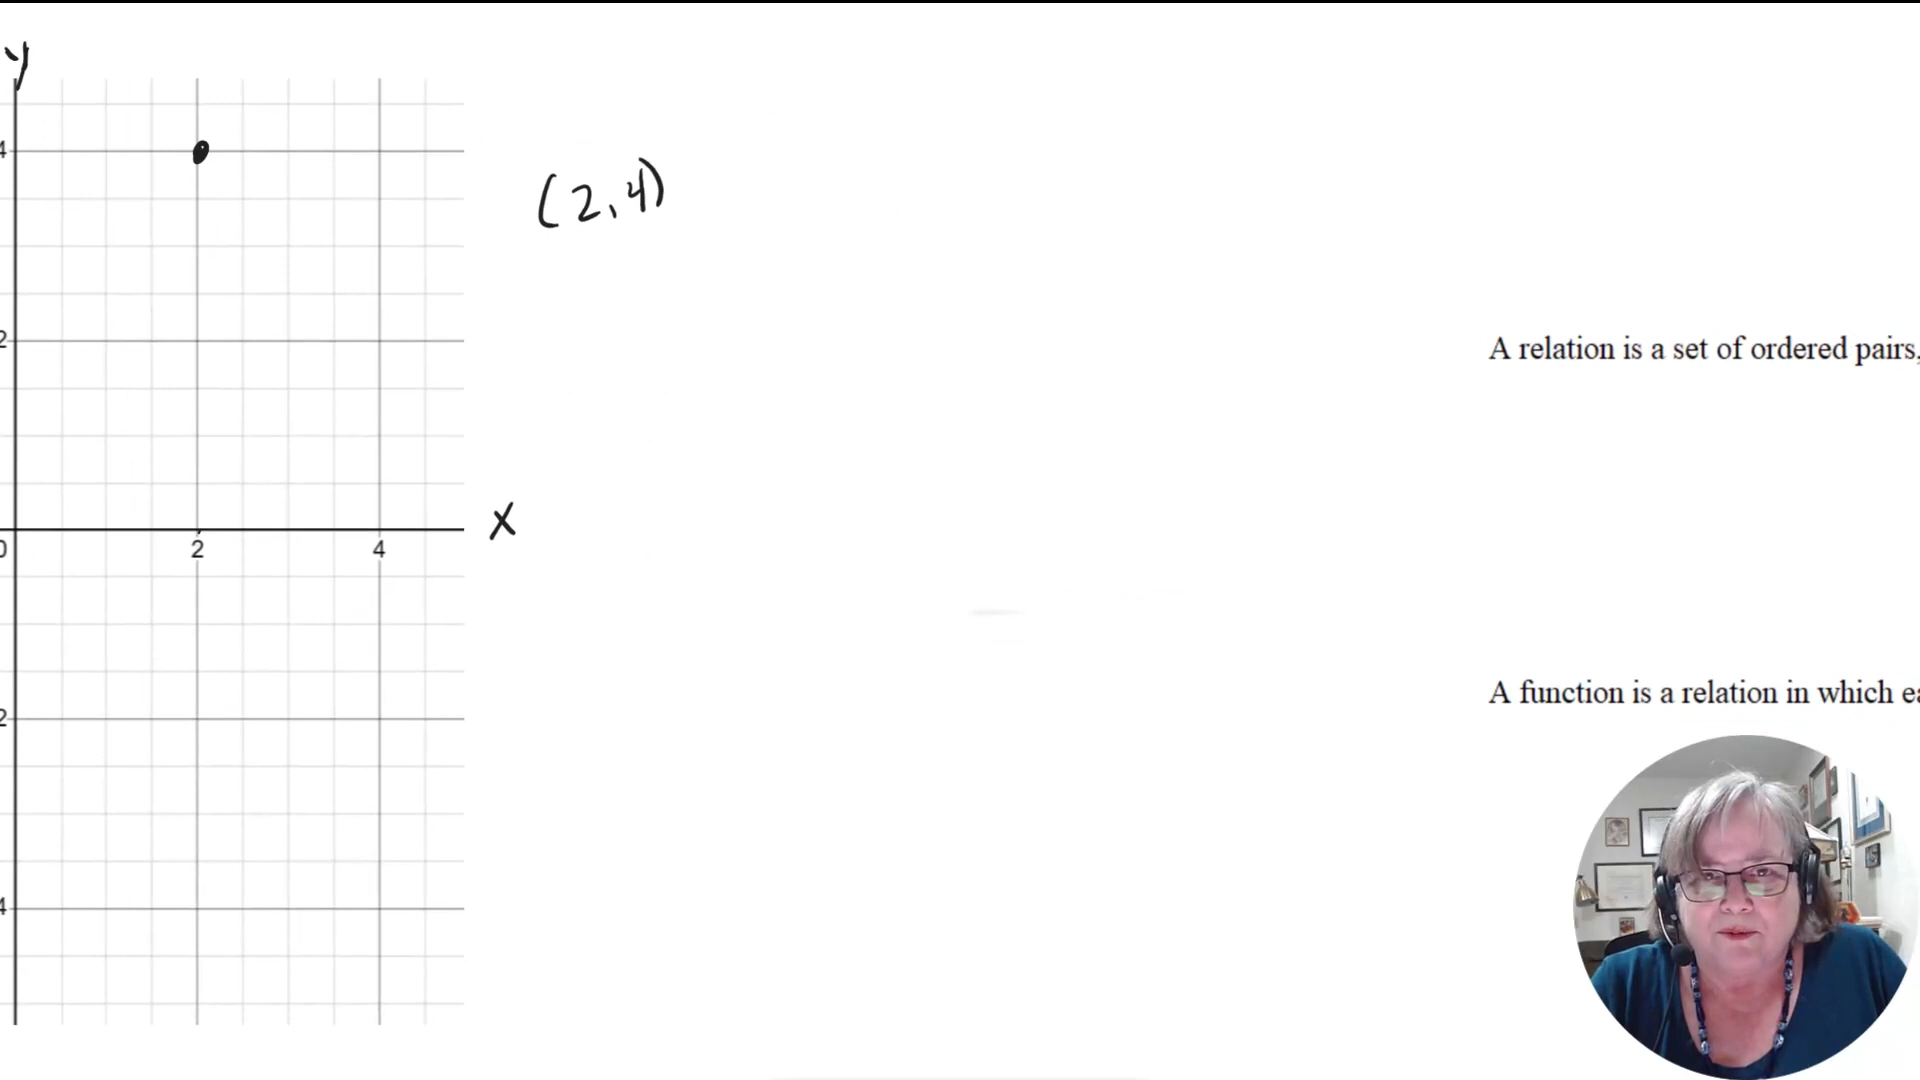 y
4
(2,4)
2
A relation is a set of ordered pairs,
x
0 2 4
A function is a relation in which ea
2
4